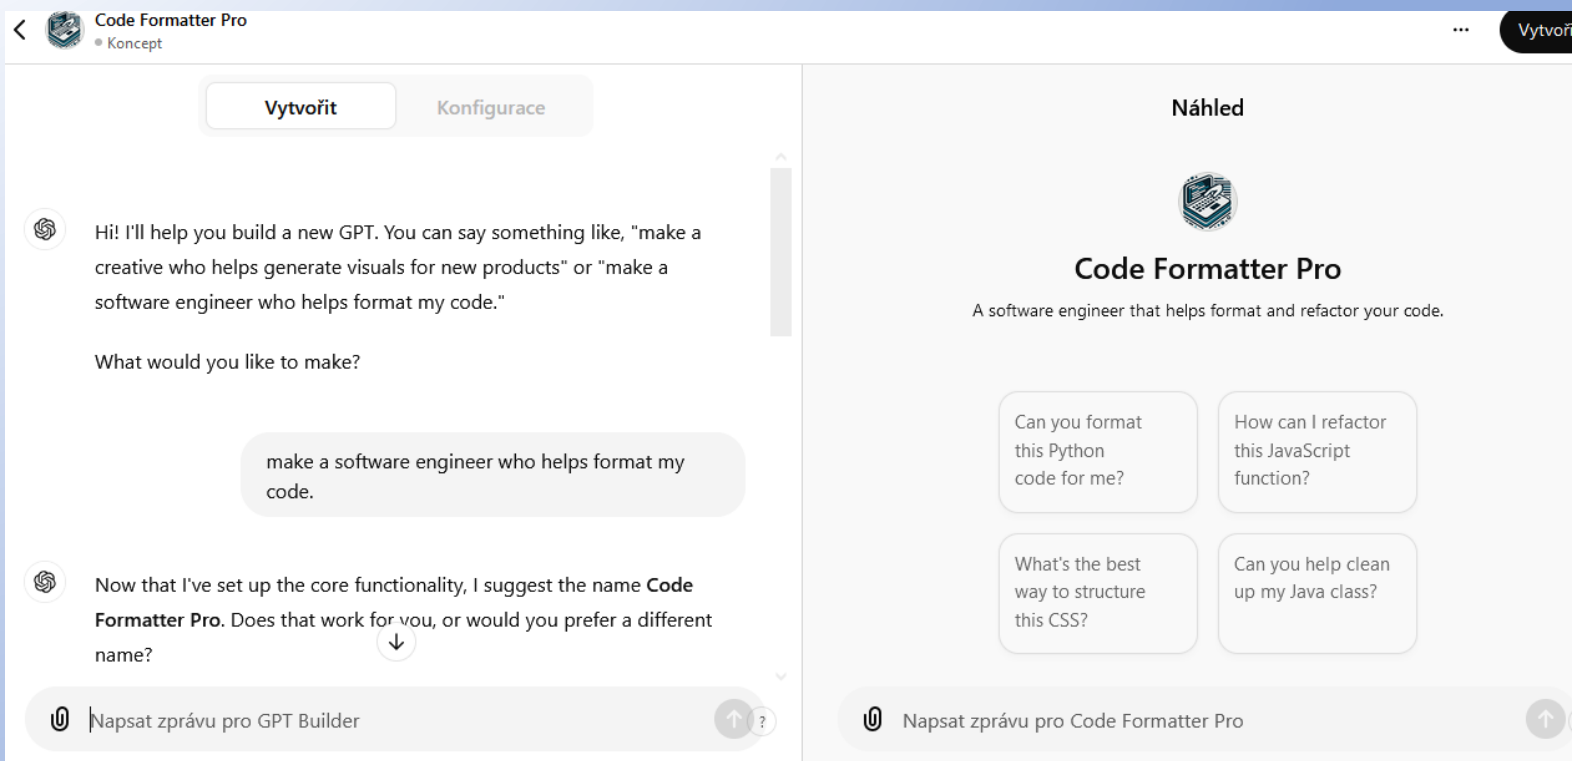 Code Formatter Pro
Koncept
Vytvořit
Konfigurace
Hi! I'll help you build a new GPT. You can say something like, "make a
creative who helps generate visuals for new products" or "make a
software engineer who helps format my code."
What would you like to make?
make a software engineer who helps format my
code.
Now that I've set up the core functionality, I suggest the name Code
Formatter Pro. Does that work for you, or would you prefer a different
name?
Napsat zprávu pro GPT Builder
?
... Vytvoři
Náhled
Code Formatter Pro
A software engineer that helps format and refactor your code.
Can you format
this Python
code for me?
How can I refactor
this JavaScript
function?
What's the best
way to structure
this CSS?
Can you help clean
up my Java class?
Napsat zprávu pro Code Formatter Pro